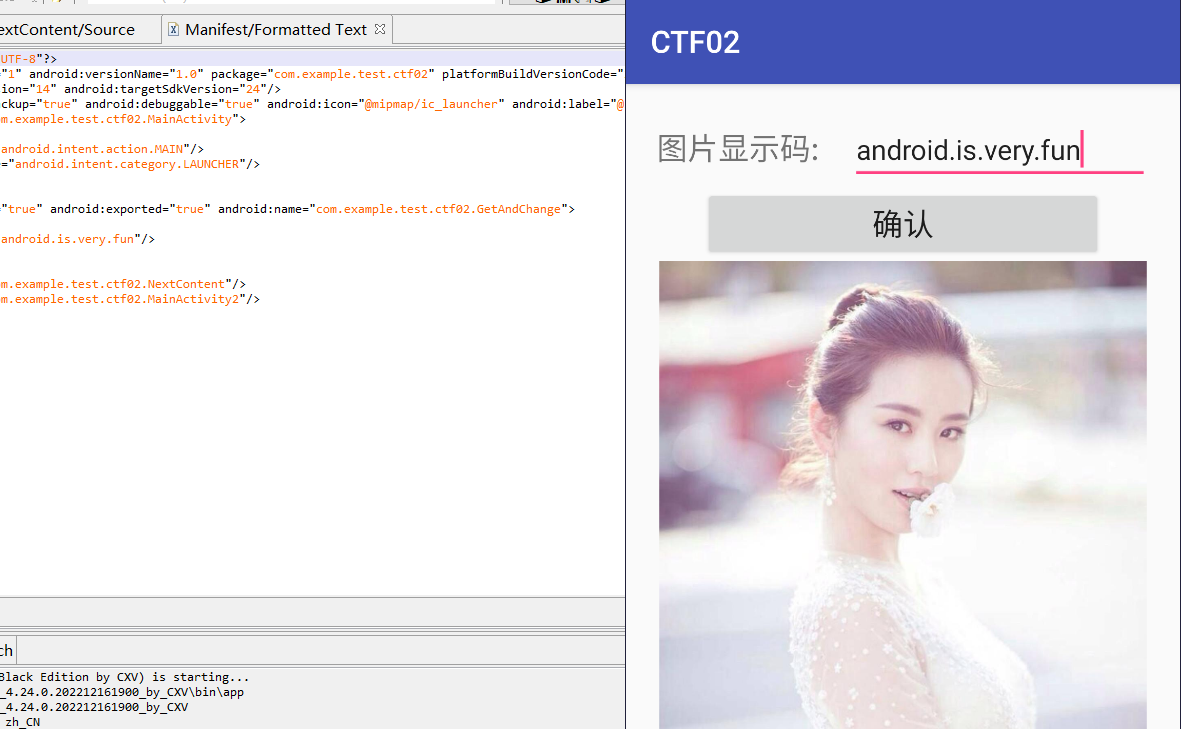 extContent/Source
Manifest/Formatted Text
UTF-8"?>
="1" android:versionName="1.0" package="com.example.test.ctf02" platformBuildVersionCode="
sion="14" android:targetSdkVersion="24"/>
ackup="true" android:debuggable="true" android:icon="@mipmap/ic_launcher" android:label="@
om.example.test.ctf02.MainActivity">
android.intent.action.MAIN"/>
="android.intent.category.LAUNCHER"/>
="true" android:exported="true" android:name="com.example.test.ctf02.GetAndChange">
android.is.very.fun"/>
om.example.test.ctf02.NextContent"/>
om.example.test.ctf02.MainActivity2"/>
ch
Black Edition by CXV) is starting...
_4.24.0.202212161900_by_CXV\bin\app
_4.24.0.202212161900_by_CXV
zh_CN
CTF02
图片显示码:
android.is.very.fun
确认